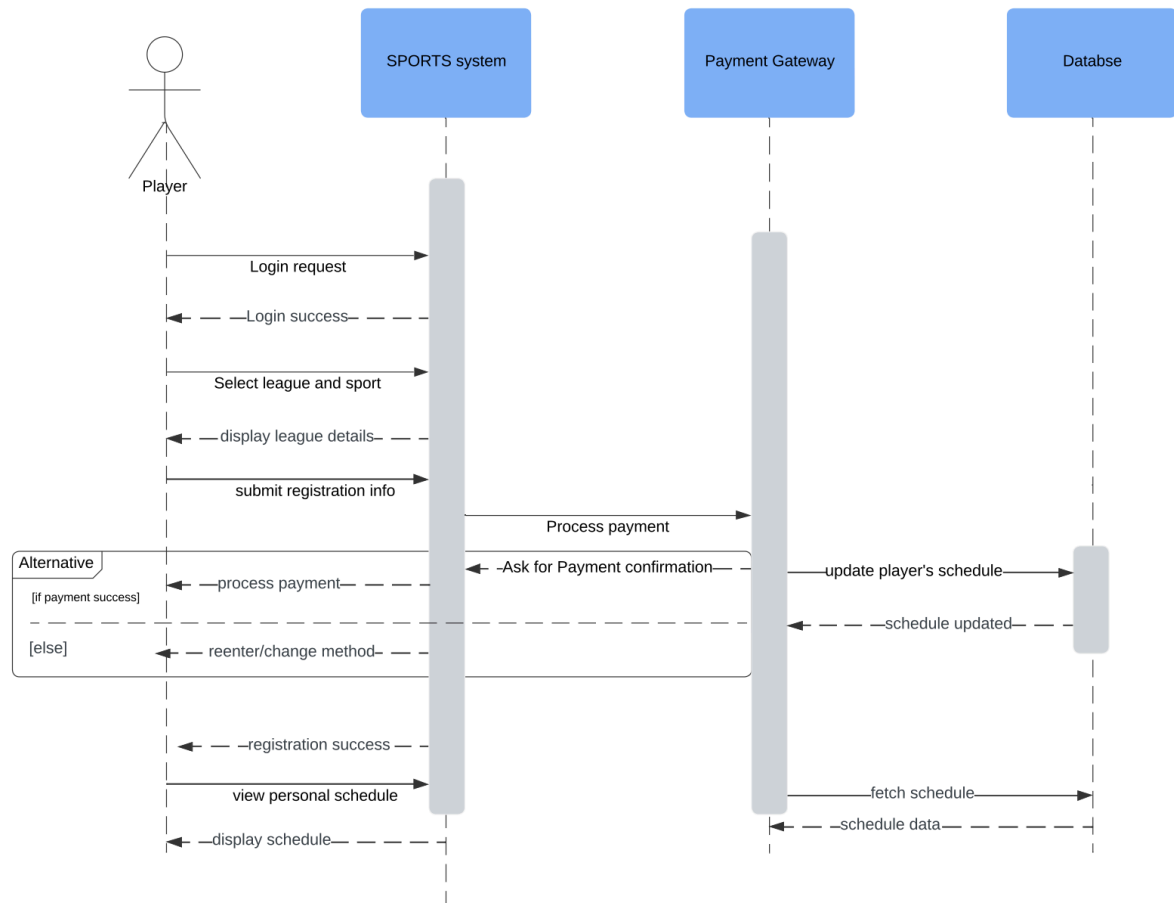 SPORTS system
Payment Gateway
Databse
Player
Login request
Login success
Select league and sport
display league details
submit registration info
Process payment
Alternative
Ask for Payment confirmation
update player's schedule
process payment
[if payment success]
schedule updated
[else]
reenter/change method
registration success
view personal schedule
fetch schedule
schedule data
display schedule